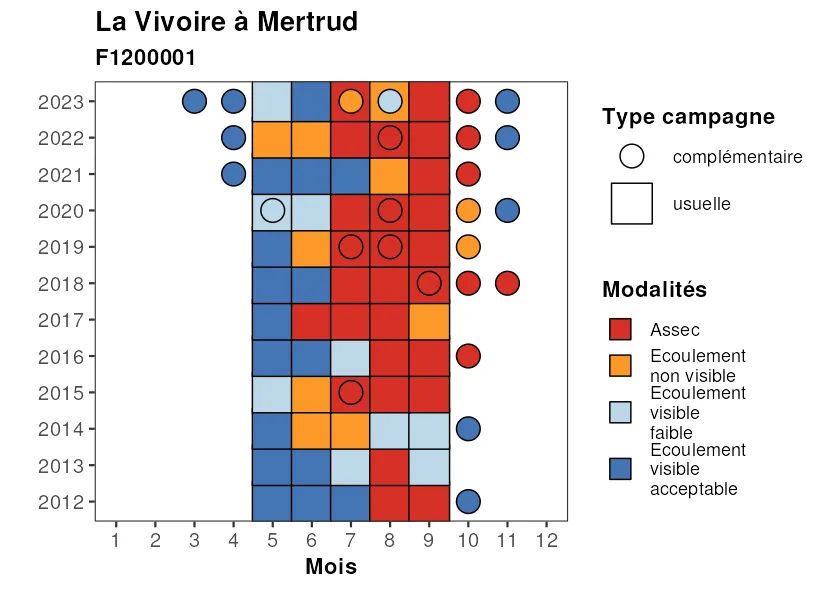 La Vivoire à Mertrud
F1200001
2023
2022
2021
2020
2019
2018
2017
2016
2015
2014
2013
2012
1 2 3 4 5 6 7 8 9 10 11 12
Mois
Type campagne
complémentaire
usuelle
Modalités
Assec
Ecoulement
non visible
Ecoulement
visible
faible
Ecoulement
visible
acceptable